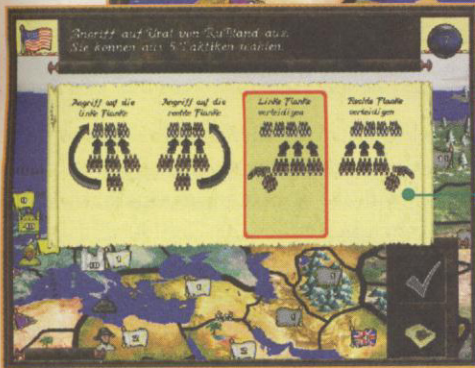 Angriff auf Ural von Rußland aus.
Sie können aus 5 Taktiken wählen.
Angriff auf die
linke Flanke
Angriff auf die
rechte Flanke
Linke Flanke
verteidigen
Rechte Flanke
verteidigen